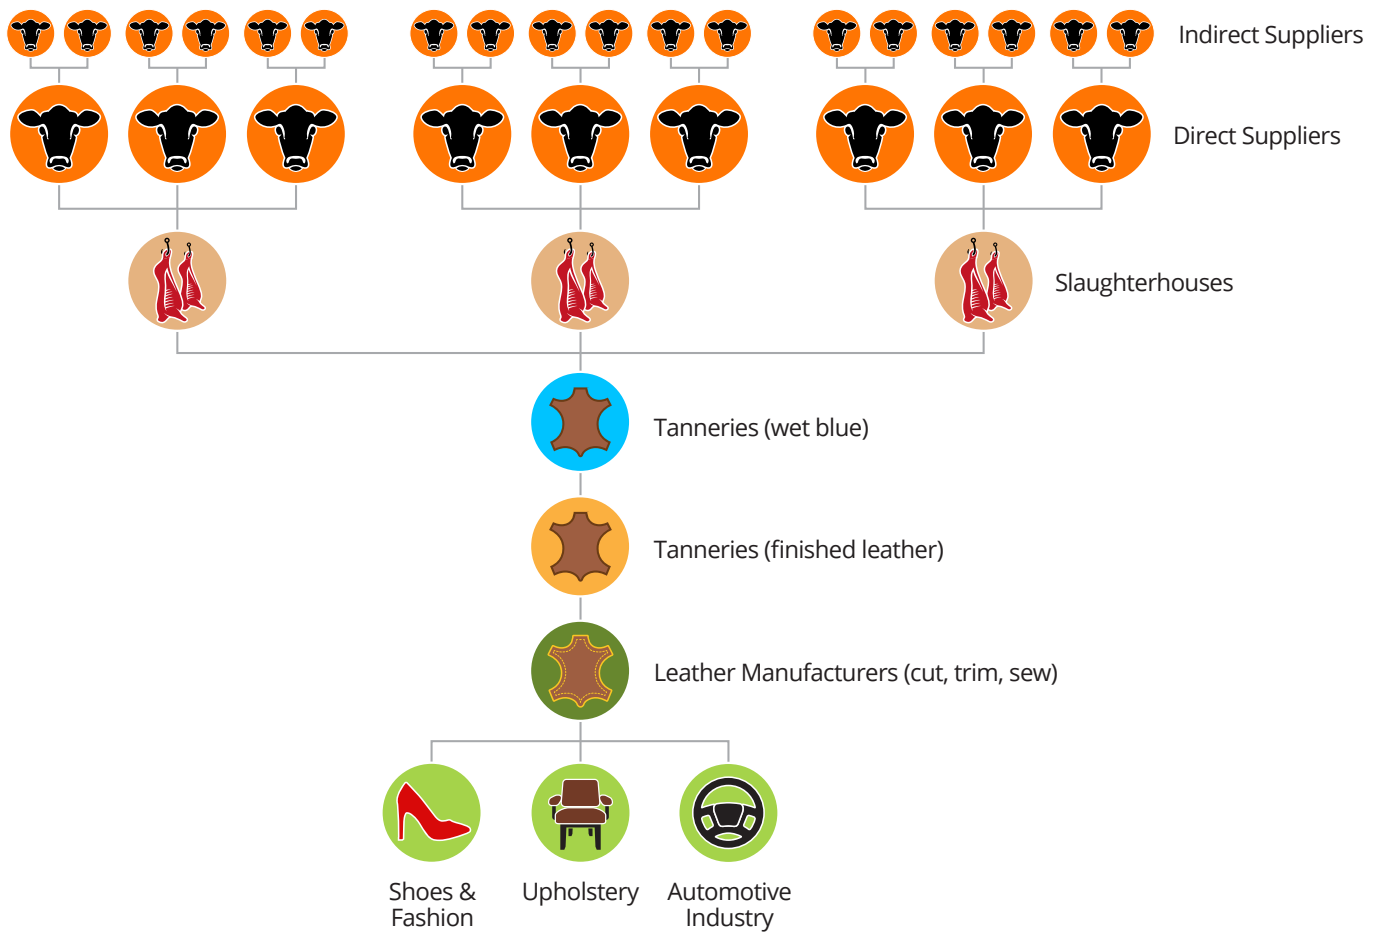 Indirect Suppliers
Direct Suppliers
Slaughterhouses
Tanneries (wet blue)
Tanneries (finished leather)
Leather Manufacturers (cut, trim, sew)
Shoes &
Fashion
Upholstery
Automotive
Industry